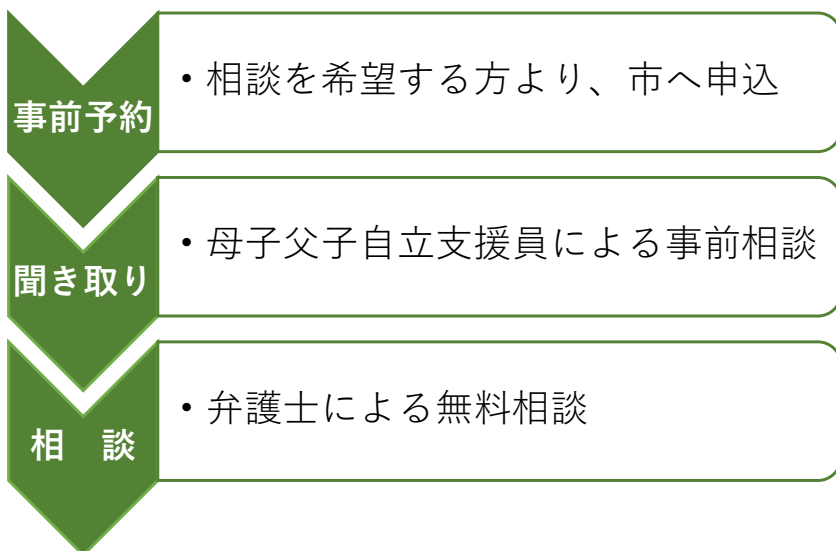 事前予約
・相談を希望する方より、市へ申込
聞き取り
・母子父子自立支援員による事前相談
相　談
・弁護士による無料相談